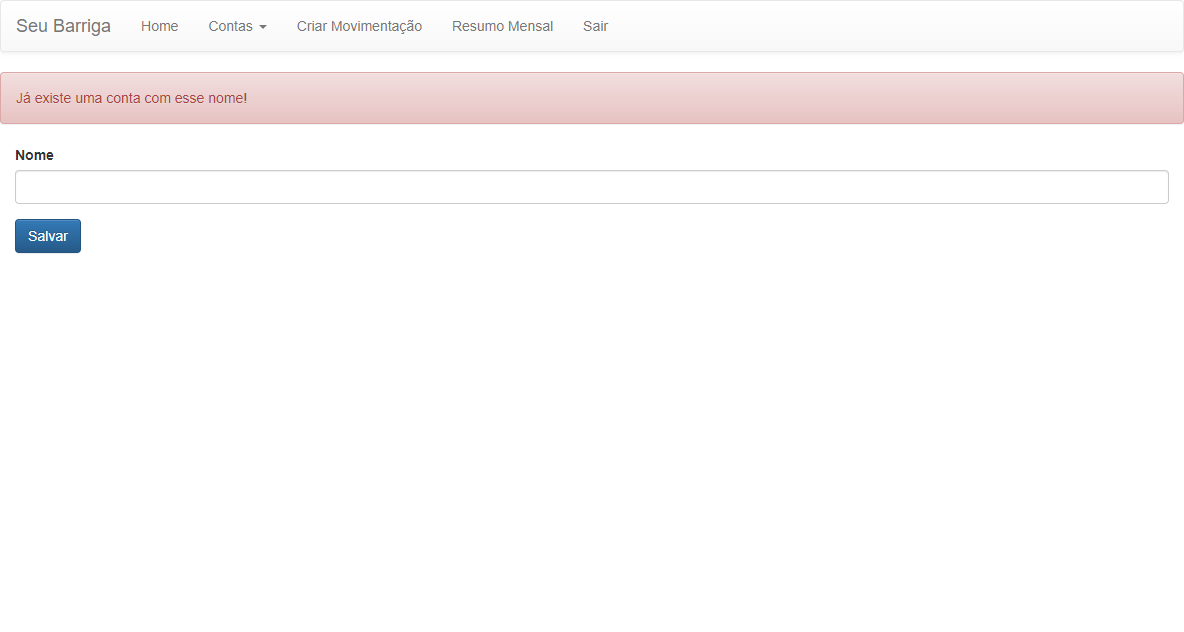 Seu Barriga Home Contas Criar Movimentação Resumo Mensal Sair
Já existe uma conta com esse nome!
Nome
Salvar